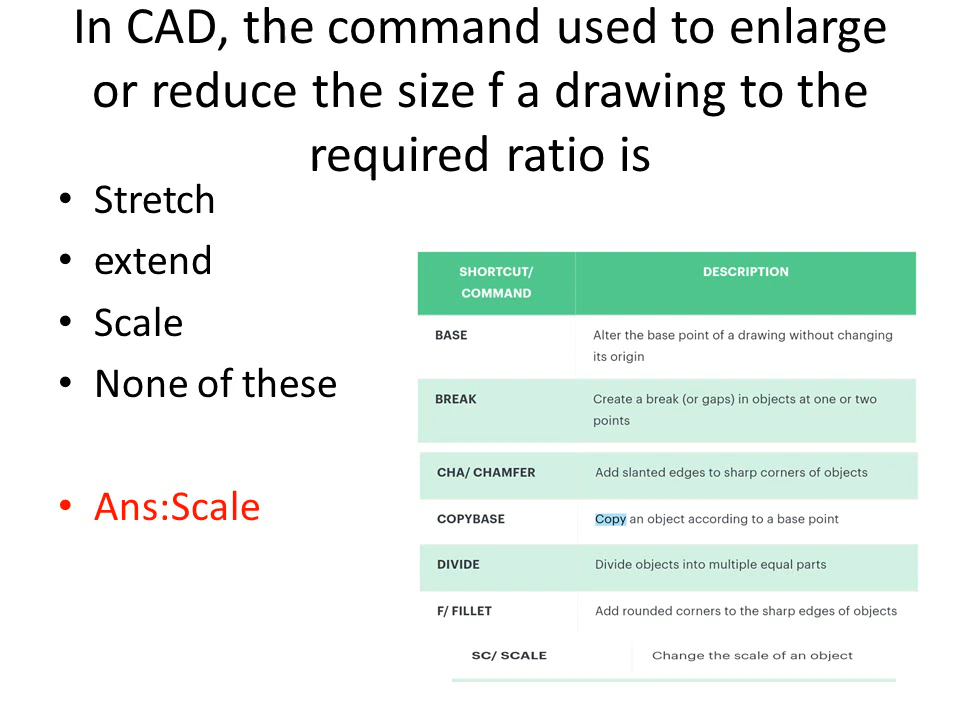 In CAD, the command used to enlarge
or reduce the size f a drawing to the
required ratio is
• Stretch
• extend
• Scale
• None of these
• Ans:Scale
SHORTCUT/
COMMAND
DESCRIPTION
BASE
Alter the base point of a drawing without changing
its origin
BREAK
Create a break (or gaps) in objects at one or two
points
CHA/ CHAMFER
Add slanted edges to sharp corners of objects
COPYBASE
Copy an object according to a base point
DIVIDE
Divide objects into multiple equal parts
F/ FILLET
Add rounded corners to the sharp edges of objects
SC/ SCALE
Change the scale of an object